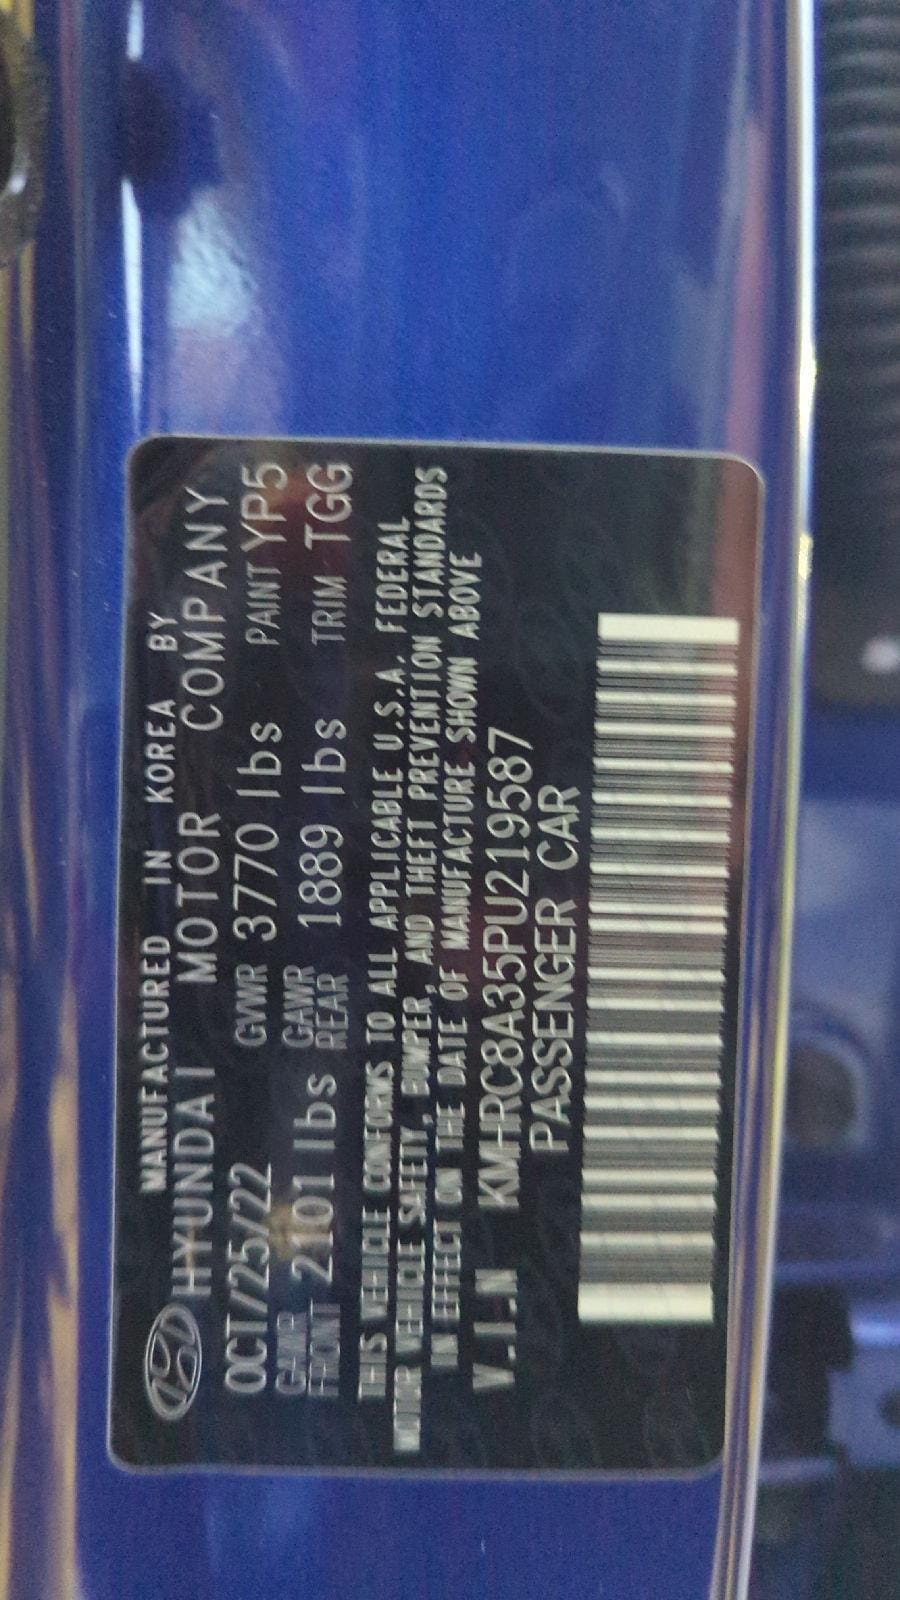 MANUFACTURED IN KOREA BY
HYUNDAI MOTOR COMPANY
OCT/25/22 GVWR 3770 lbs PAINT YP5
GAWR FRONT 2101 lbs GAWR REAR 1889 lbs TRIM TGG
THIS VEHICLE CONFORMS TO ALL APPLICABLE U.S.A. FEDERAL
MOTOR VEHICLE SAFETY, BUMPER, AND THEFT PREVENTION STANDARDS
IN EFFECT ON THE DATE OF MANUFACTURE SHOWN ABOVE
V.I.N KMHRC8A35PU219587
PASSENGER CAR